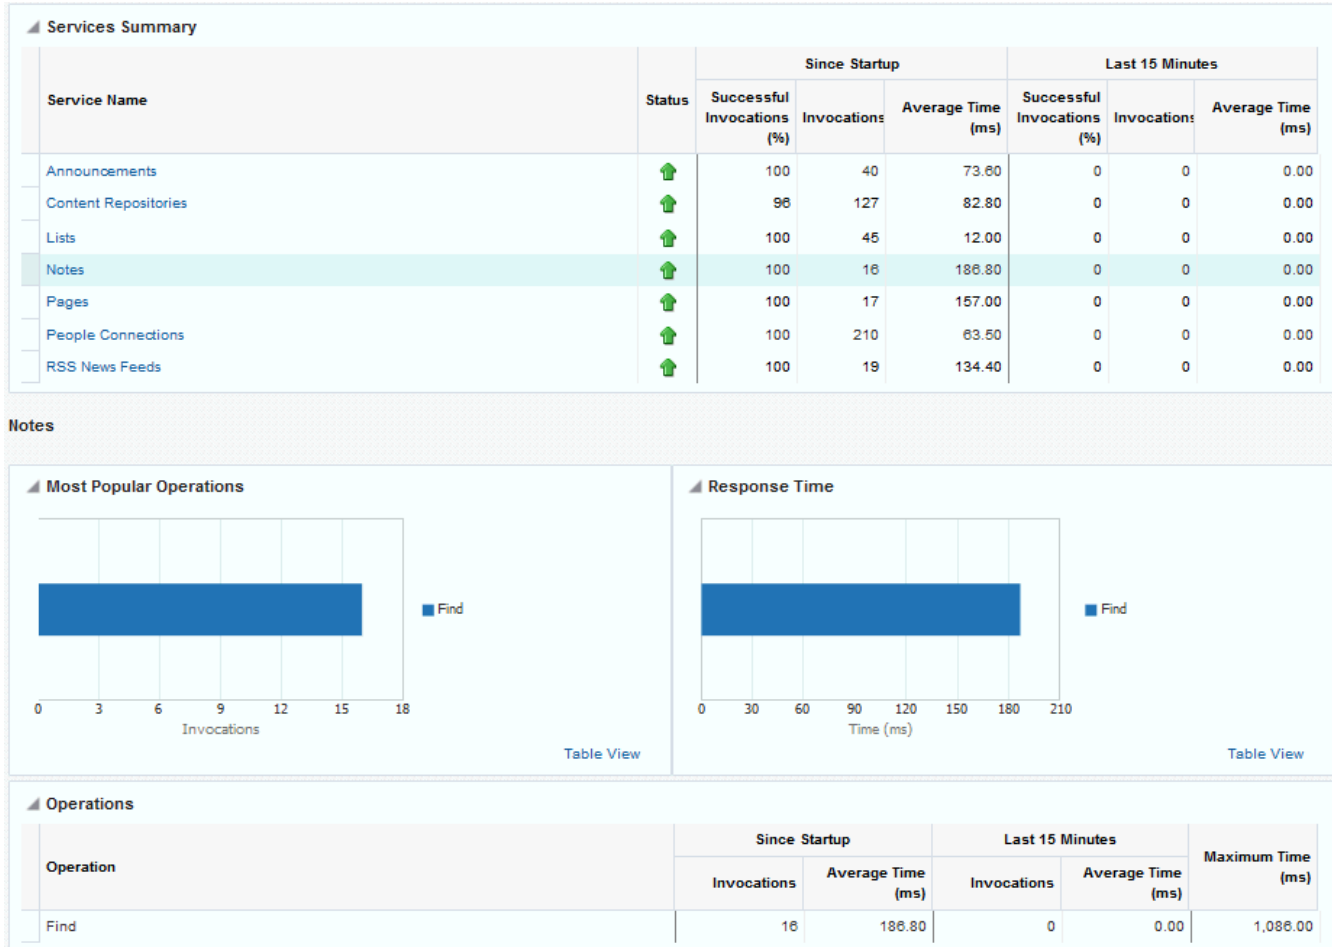 Services Summary
Since Startup Last 15 Minutes
Service Name Status Successful Invocations (%) Invocations Average Time (ms) Successful Invocations (%) Invocations Average Time (ms)
Announcements 100 40 73.60 0 0 0.00
Content Repositories 96 127 82.80 0 0 0.00
Lists 100 45 12.00 0 0 0.00
Notes 100 16 186.80 0 0 0.00
Pages 100 17 157.00 0 0 0.00
People Connections 100 210 63.50 0 0 0.00
RSS News Feeds 100 19 134.40 0 0 0.00
Notes
Most Popular Operations
Find
0 3 6 9 12 15 18
Invocations
Table View
Response Time
Find
0 30 60 90 120 150 180 210
Time (ms)
Table View
Operations
Since Startup Last 15 Minutes
Operation Invocations Average Time (ms) Invocations Average Time (ms) Maximum Time (ms)
Find 16 186.80 0 0.00 1,086.00